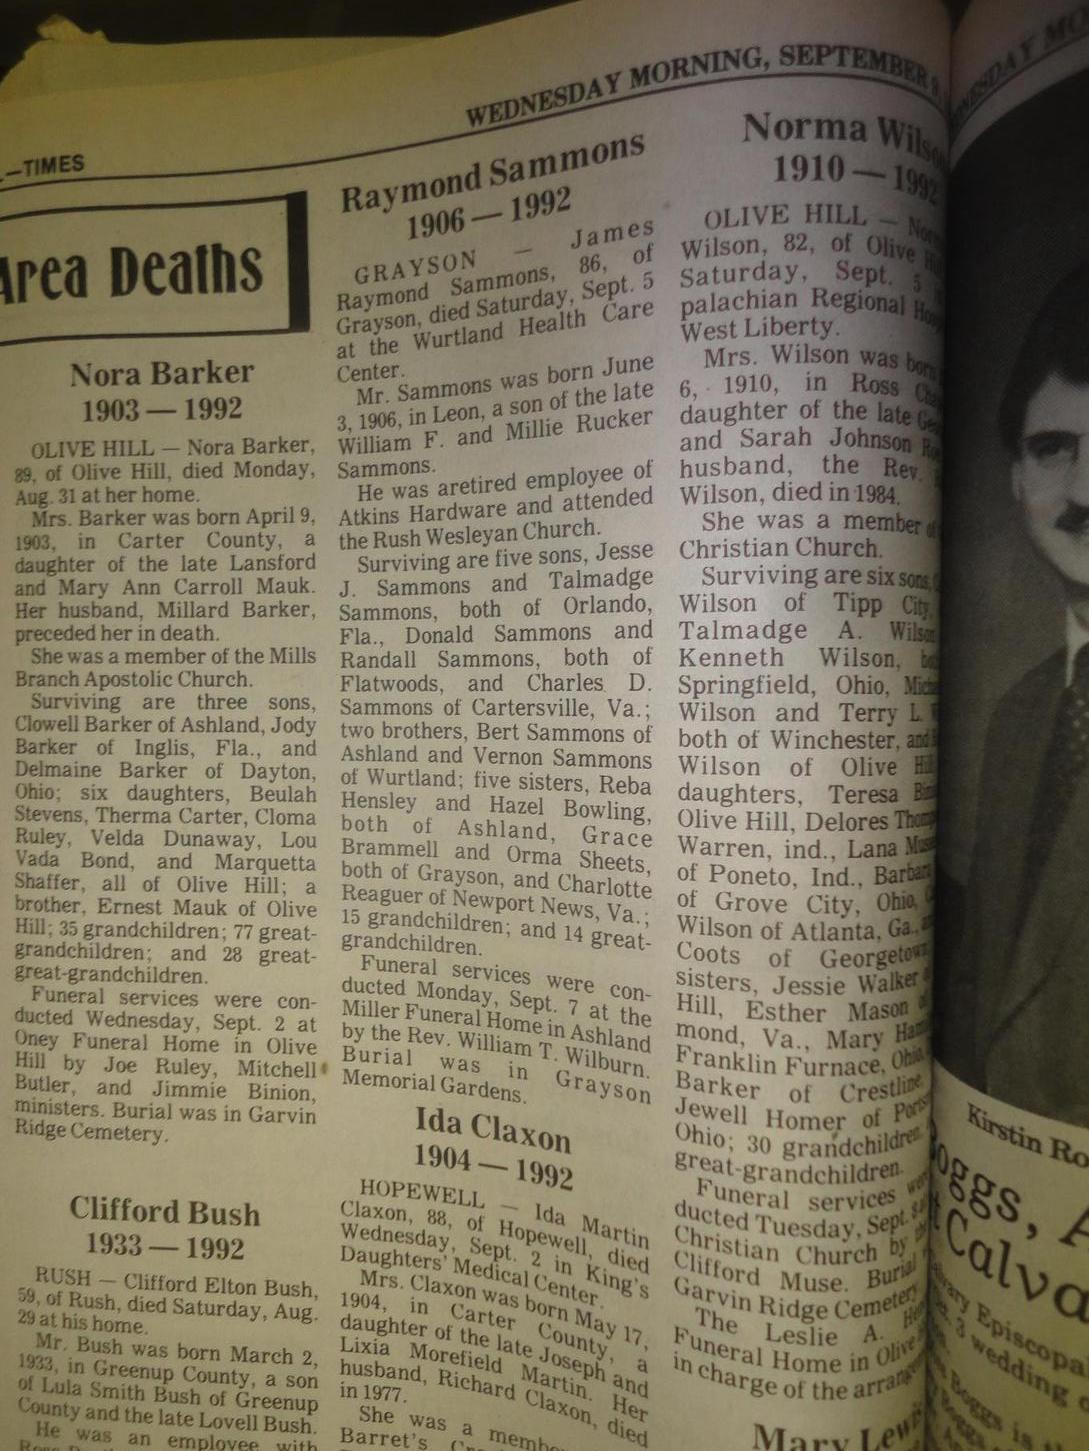 —TIMES
WEDNESDAY MORNING, SEPTEMBER 9,
Area Deaths
Nora Barker
1903 — 1992
OLIVE HILL — Nora Barker,
89, of Olive Hill, died Monday,
Aug. 31 at her home.
Mrs. Barker was born April 9,
1903, in Carter County, a
daughter of the late Lansford
and Mary Ann Carroll Mauk.
Her husband, Millard Barker,
preceded her in death.
She was a member of the Mills
Branch Apostolic Church.
Surviving are three sons,
Clowell Barker of Ashland, Jody
Barker of Inglis, Fla., and
Delmaine Barker of Dayton,
Ohio; six daughters, Beulah
Stevens, Therma Carter, Cloma
Ruley, Velda Dunaway, Lou
Vada Bond, and Marquetta
Shaffer, all of Olive Hill; a
brother, Ernest Mauk of Olive
Hill; 35 grandchildren; 77 great-
grandchildren; and 28 great-
great-grandchildren.
Funeral services were con-
ducted Wednesday, Sept. 2 at
Oney Funeral Home in Olive
Hill by Joe Ruley, Mitchell
Butler, and Jimmie Binion,
ministers. Burial was in Garvin
Ridge Cemetery.
Clifford Bush
1933 — 1992
RUSH — Clifford Elton Bush,
59, of Rush, died Saturday, Aug.
29 at his home.
Mr. Bush was born March 2,
1933, in Greenup County, a son
of Lula Smith Bush of Greenup
County and the late Lovell Bush.
He was an employee with
Raymond Sammons
1906 — 1992
GRAYSON — James
Raymond Sammons, 86, of
Grayson, died Saturday, Sept. 5
at the Wurtland Health Care
Center.
Mr. Sammons was born June
3, 1906, in Leon, a son of the late
William F. and Millie Rucker
Sammons.
He was aretired employee of
Atkins Hardware and attended
the Rush Wesleyan Church.
Surviving are five sons, Jesse
J. Sammons and Talmadge
Sammons, both of Orlando,
Fla., Donald Sammons and
Randall Sammons, both of
Flatwoods, and Charles D.
Sammons of Cartersville, Va.;
two brothers, Bert Sammons of
Ashland and Vernon Sammons
of Wurtland; five sisters, Reba
Hensley and Hazel Bowling,
both of Ashland, Grace
Brammell and Orma Sheets,
both of Grayson, and Charlotte
Reaguer of Newport News, Va.;
15 grandchildren; and 14 great-
grandchildren.
Funeral services were con-
ducted Monday, Sept. 7 at the
Miller Funeral Home in Ashland
by the Rev. William T. Wilburn.
Burial was in Grayson
Memorial Gardens.
Ida Claxon
1904 — 1992
HOPEWELL — Ida Martin
Claxon, 88, of Hopewell, died
Wednesday, Sept. 2 in King's
Daughters' Medical Center.
Mrs. Claxon was born May 17,
1904, in Carter County, a
daughter of the late Joseph and
Lixia Morefield Martin. Her
husband, Richard Claxon, died
in 1977.
She was a member
Barret's
Norma Wilson
1910 — 1992
OLIVE HILL —
Wilson, 82, of Olive
Saturday, Sept. 5
palachian Regional
West Liberty.
Mrs. Wilson was born
6, 1910, in Ross
daughter of the late
and Sarah Johnson
husband, the Rev.
Wilson, died in 1984.
She was a member
Christian Church.
Surviving are six sons,
Wilson of Tipp City,
Talmadge A. Wilson
Kenneth Wilson,
Springfield, Ohio,
Wilson and Terry L.
both of Winchester, and
Wilson of Olive
daughters, Teresa
Olive Hill, Delores
Warren, ind., Lana
of Poneto, Ind., Barbara
of Grove City, Ohio,
Wilson of Atlanta, Ga.,
Coots of Georgetown
sisters, Jessie Walker
Hill, Esther Mason
mond, Va., Mary
Franklin Furnace, Ohio,
Barker of Crestline,
Jewell Homer of
Ohio; 30 grandchildren
great-grandchildren.
Funeral services
ducted Tuesday, Sept.
Christian Church by
Clifford Muse. Burial
Garvin Ridge Cemetery
The Leslie A.
Funeral Home in Olive
in charge of the
Mary
Kirstin